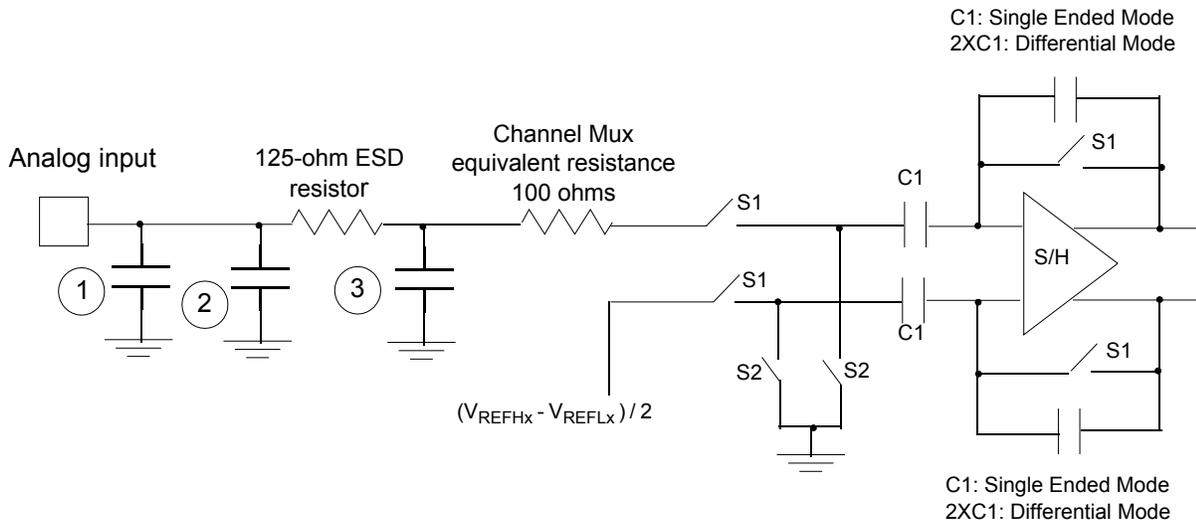 C1: Single Ended Mode
2XC1: Differential Mode
Analog input
125-ohm ESD
resistor
Channel Mux
equivalent resistance
100 ohms
S1
S1
C1
S/H
1
2
3
S1
C1
S1
S2
S2
(VREFHx - VREFLx) / 2
C1: Single Ended Mode
2XC1: Differential Mode